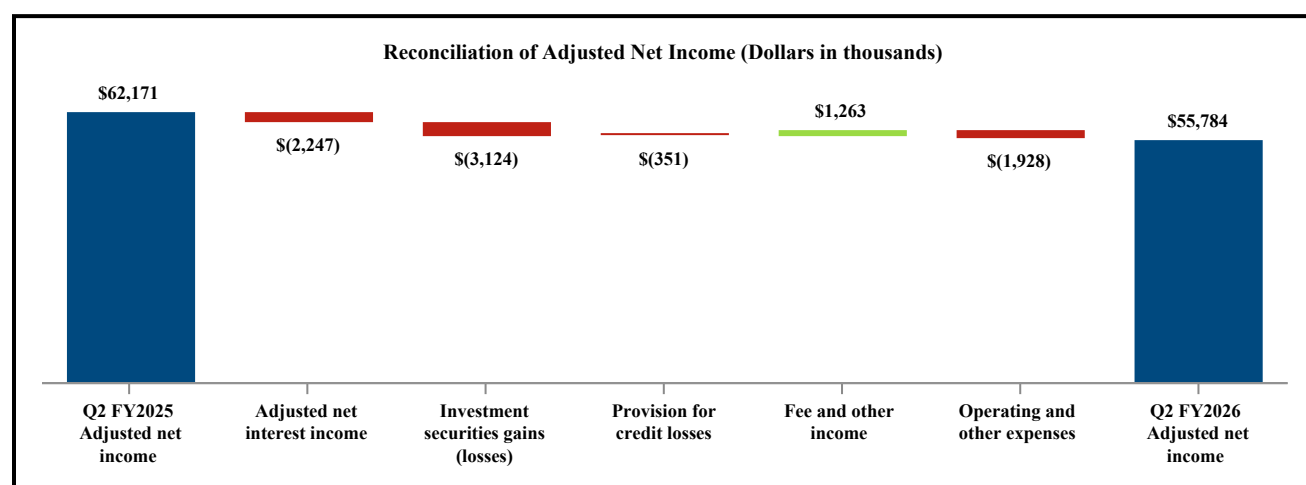 Reconciliation of Adjusted Net Income (Dollars in thousands)
$62,171
$(2,247)
$(3,124)
$(351)
$1,263
$(1,928)
$55,784
Q2 FY2025
Adjusted net
income
Adjusted net
interest income
Investment
securities gains
(losses)
Provision for
credit losses
Fee and other
income
Operating and
other expenses
Q2 FY2026
Adjusted net
income